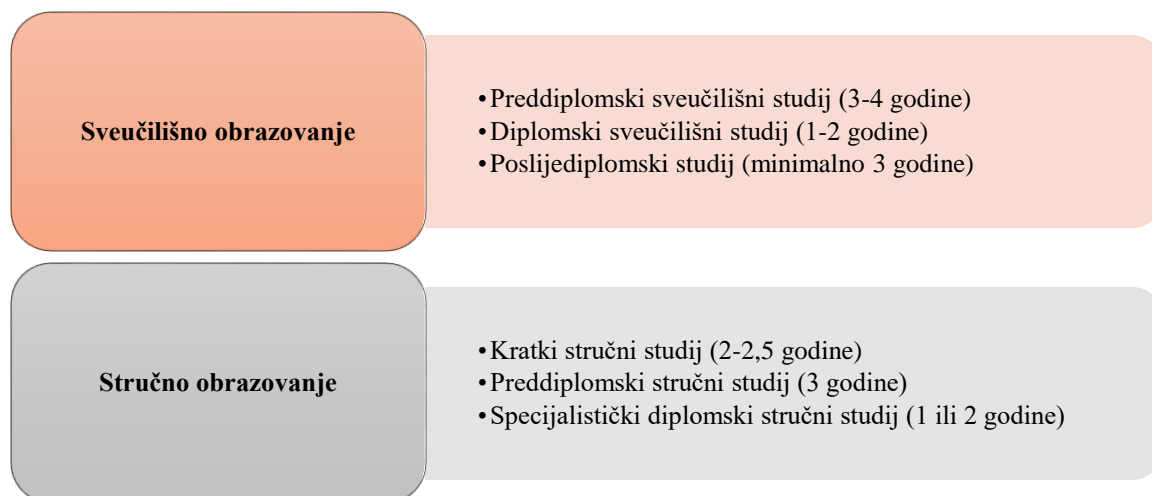 Sveučilišno obrazovanje
•Preddiplomski sveučilišni studij (3-4 godine)
•Diplomski sveučilišni studij (1-2 godine)
•Poslijediplomski studij (minimalno 3 godine)
Stručno obrazovanje
•Kratki stručni studij (2-2,5 godine)
•Preddiplomski stručni studij (3 godine)
•Specijalistički diplomski stručni studij (1 ili 2 godine)